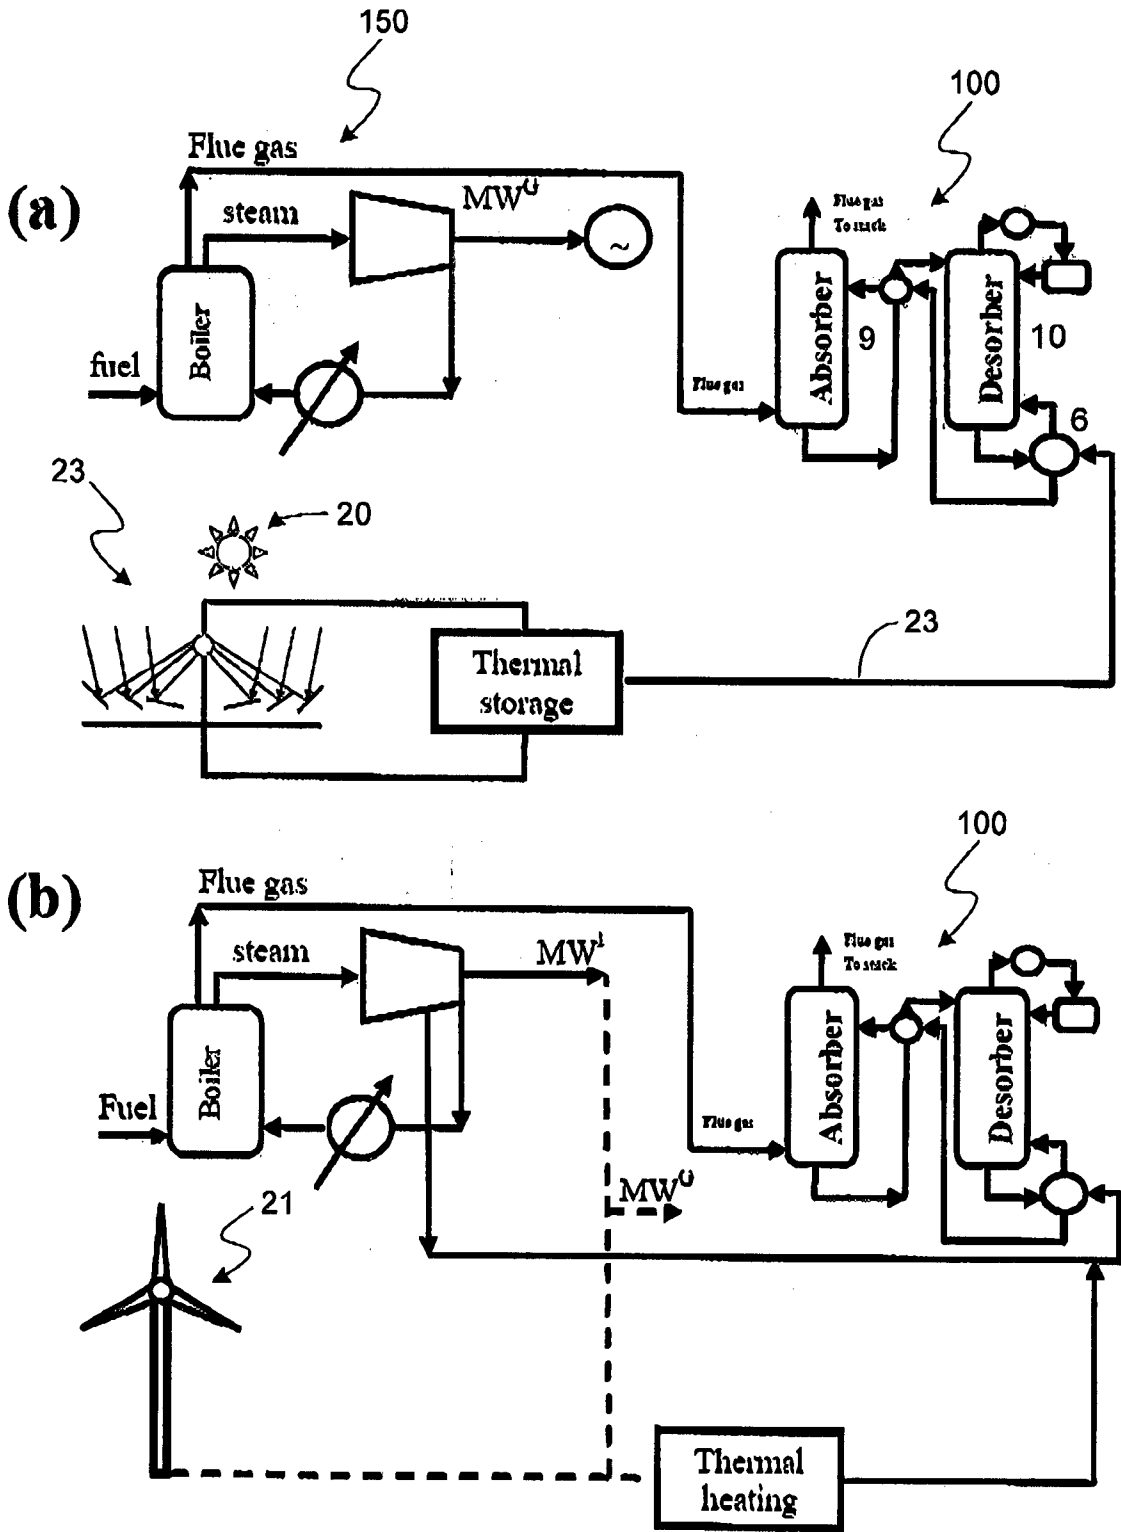 150
100
Flue gas
(a)
MW^G
steam
Flue gas
To stack
~
Boiler
fuel
Absorber
9
Desorber
10
Flue gas
6
23
20
23
Thermal
storage
100
(b)
Flue gas
steam
MW^1
Flue gas
To stack
Boiler
Fuel
Absorber
Desorber
Flue gas
MW^G
21
Thermal
heating